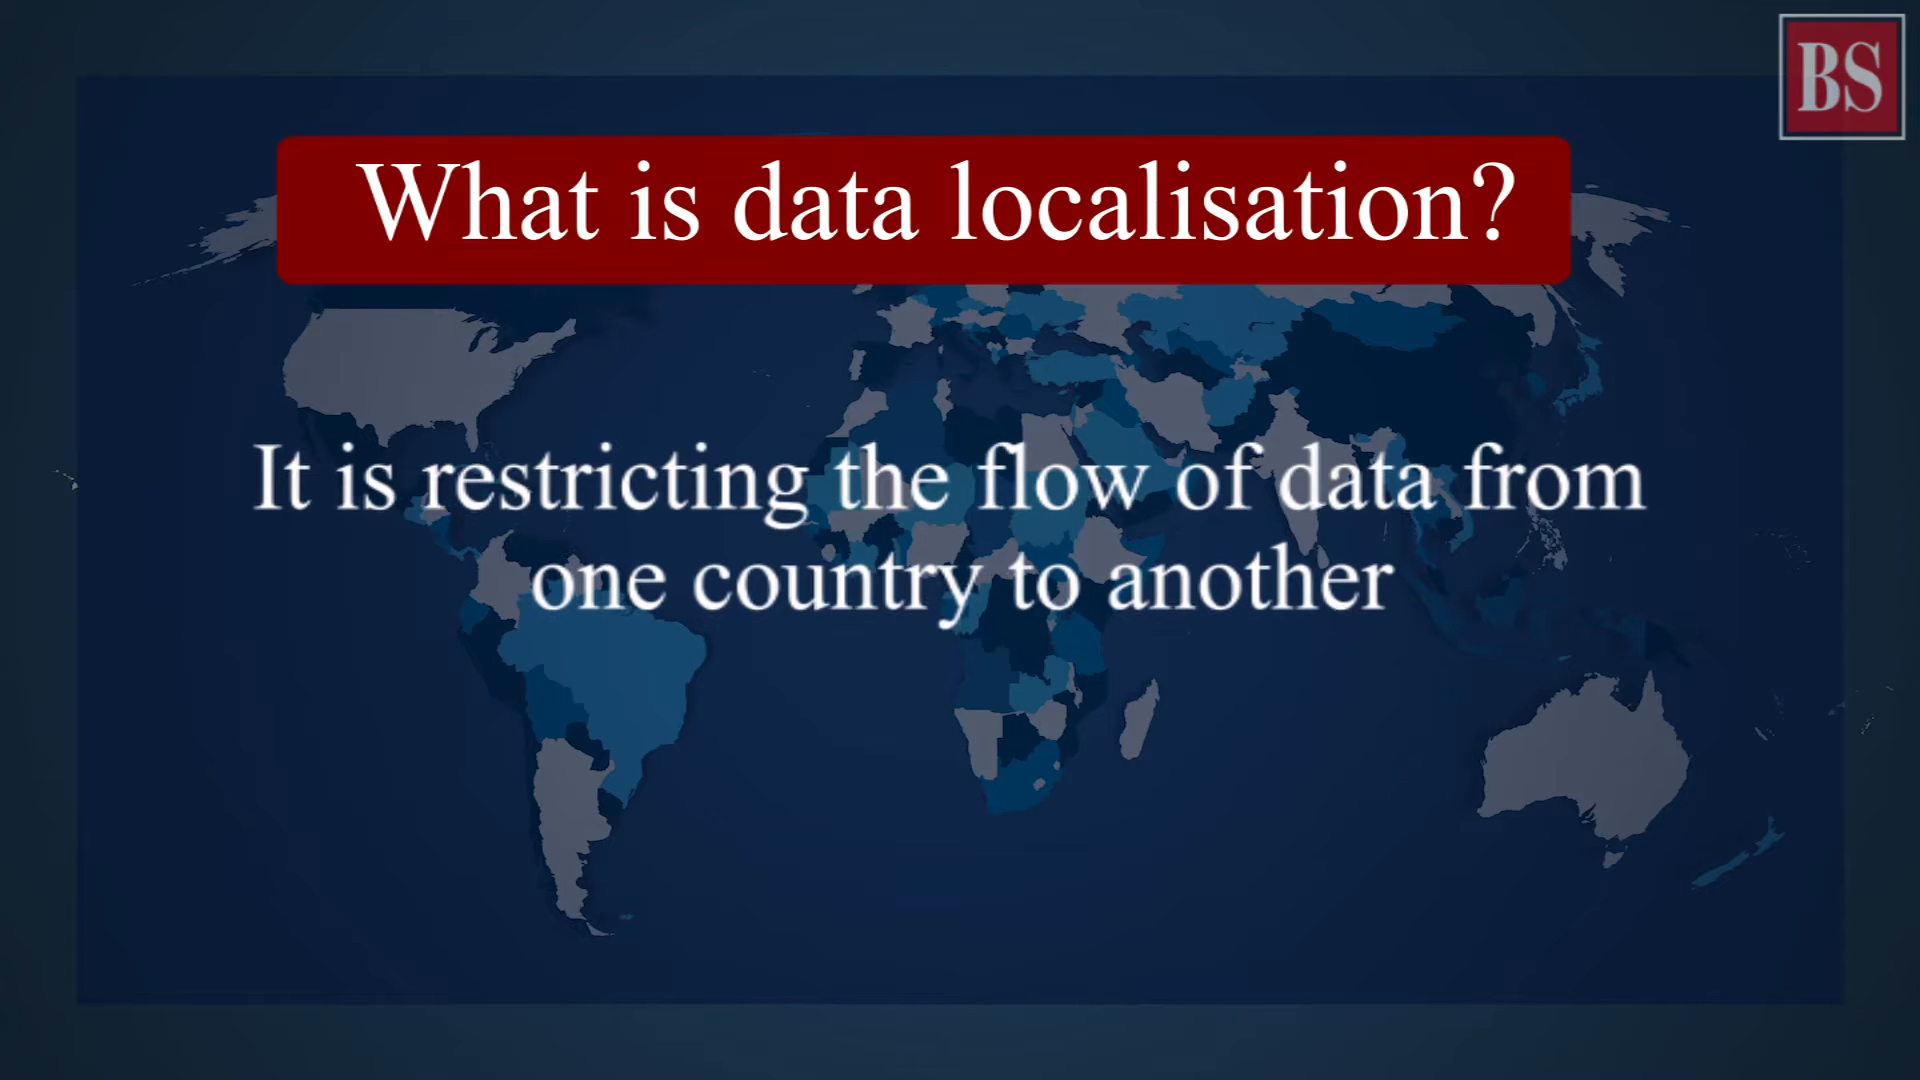 BS
What is data localisation?
It is restricting the flow of data from
one country to another